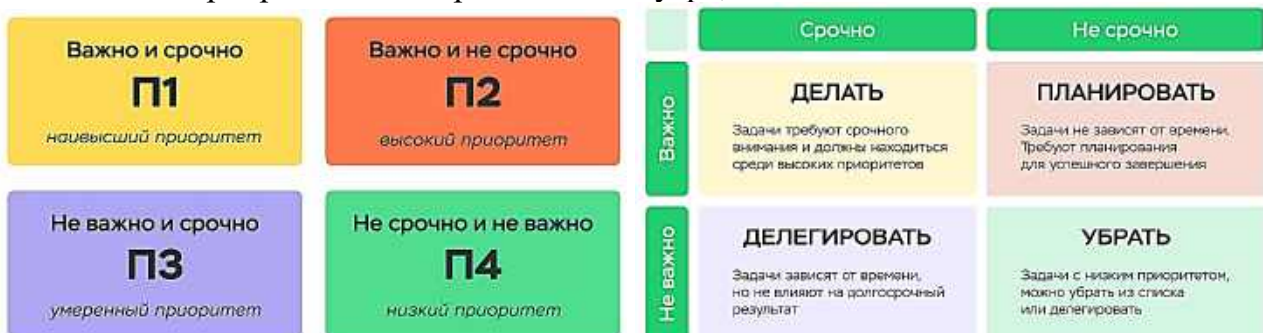 Важно и срочно
П1
наивысший приоритет
Важно и не срочно
П2
высокий приоритет
Не важно и срочно
П3
умеренный приоритет
Не срочно и не важно
П4
низкий приоритет
Срочно
Не срочно
Важно
ДЕЛАТЬ
Задачи требуют срочного
внимания и должны находиться
среди высоких приоритетов
ПЛАНИРОВАТЬ
Задачи не зависят от времени.
Требуют планирования
для успешного завершения
Не важно
ДЕЛЕГИРОВАТЬ
Задачи зависят от времени,
но не влияют на долгосрочный
результат
УБРАТЬ
Задачи с низким приоритетом,
можно убрать из списка
или делегировать